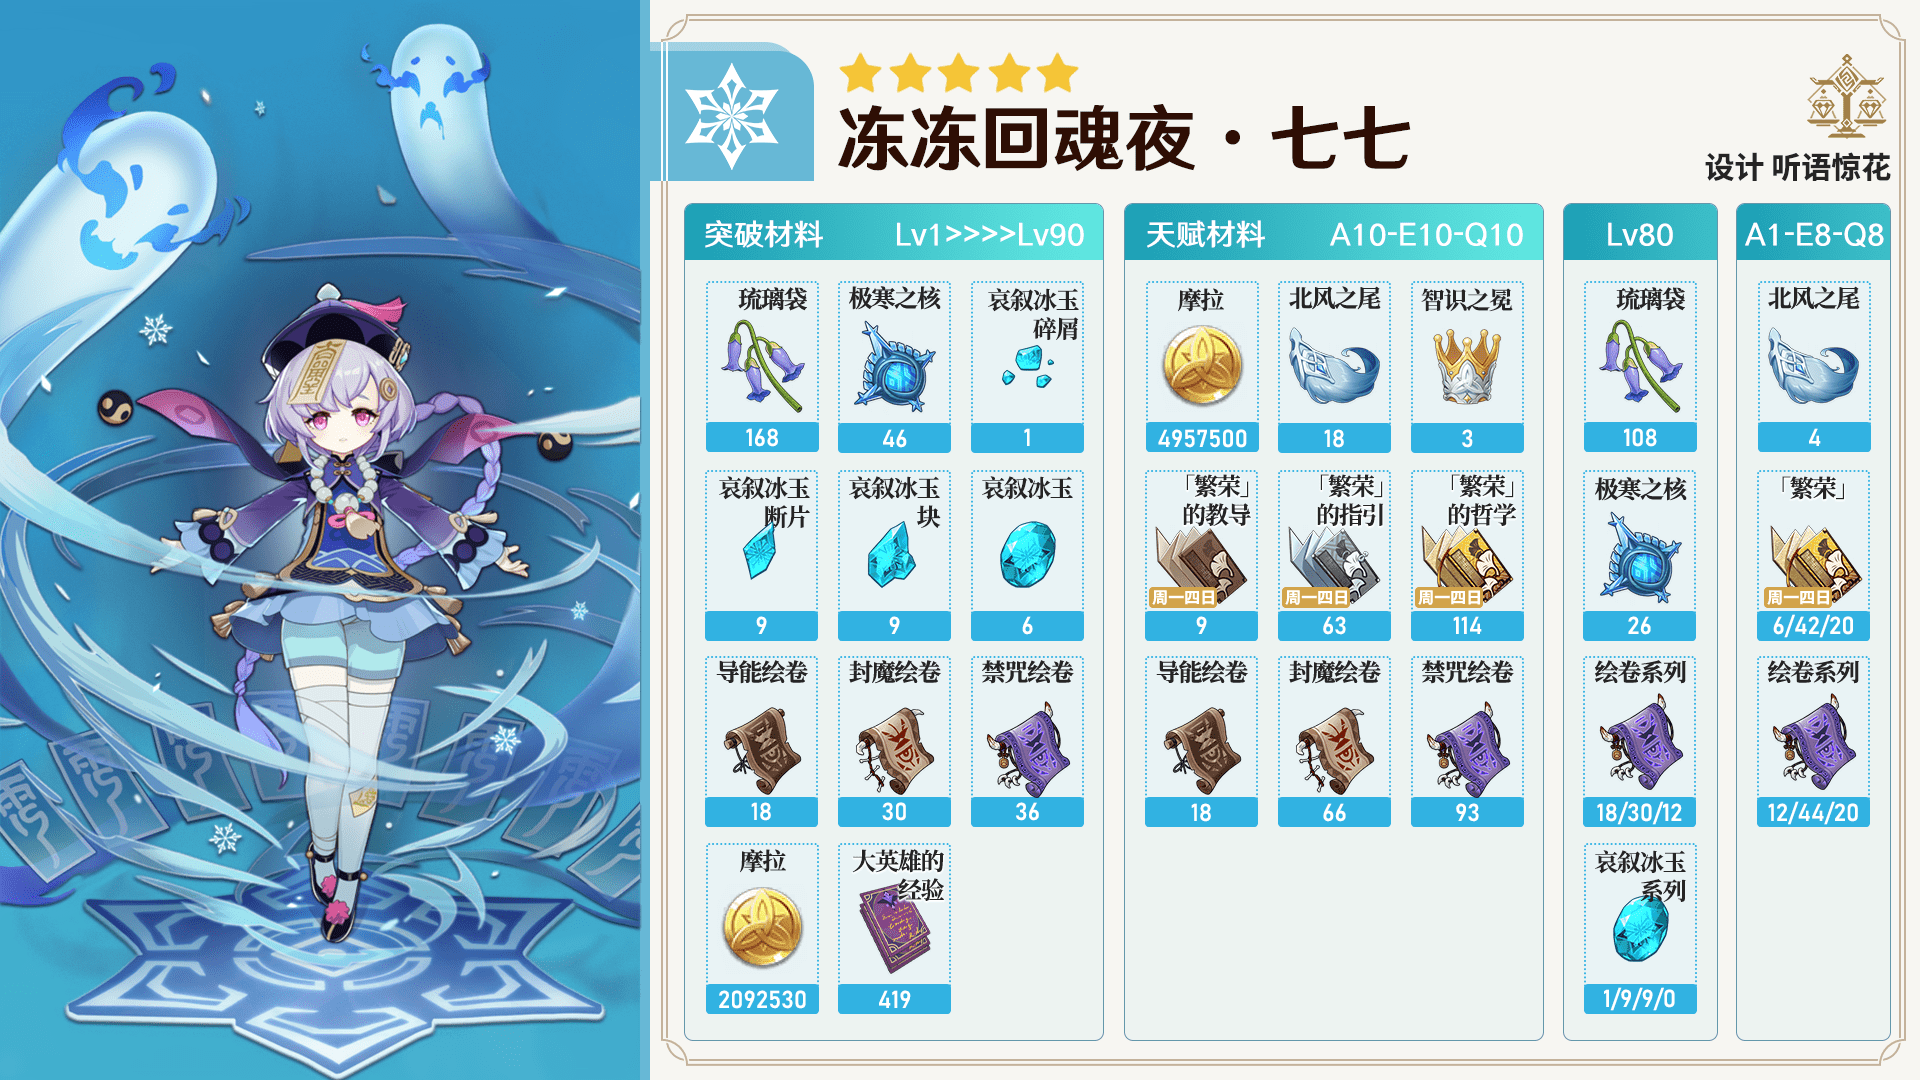 冻冻回魂夜·七七
设计 听语惊花
突破材料 Lv1>>>>Lv90
琉璃袋
168
极寒之核
46
哀叙冰玉
碎屑
1
哀叙冰玉
断片
9
哀叙冰玉
块
9
哀叙冰玉
6
导能绘卷
18
封魔绘卷
30
禁咒绘卷
36
摩拉
2092530
大英雄的
经验
419
天赋材料 A10-E10-Q10
摩拉
4957500
北风之尾
18
智识之冕
3
「繁荣」
的教导
周一四日
9
「繁荣」
的指引
周一四日
63
「繁荣」
的哲学
周一四日
114
导能绘卷
18
封魔绘卷
66
禁咒绘卷
93
Lv80
琉璃袋
108
极寒之核
26
绘卷系列
18/30/12
哀叙冰玉
系列
1/9/9/0
A1-E8-Q8
北风之尾
4
「繁荣」
周一四日
6/42/20
绘卷系列
12/44/20